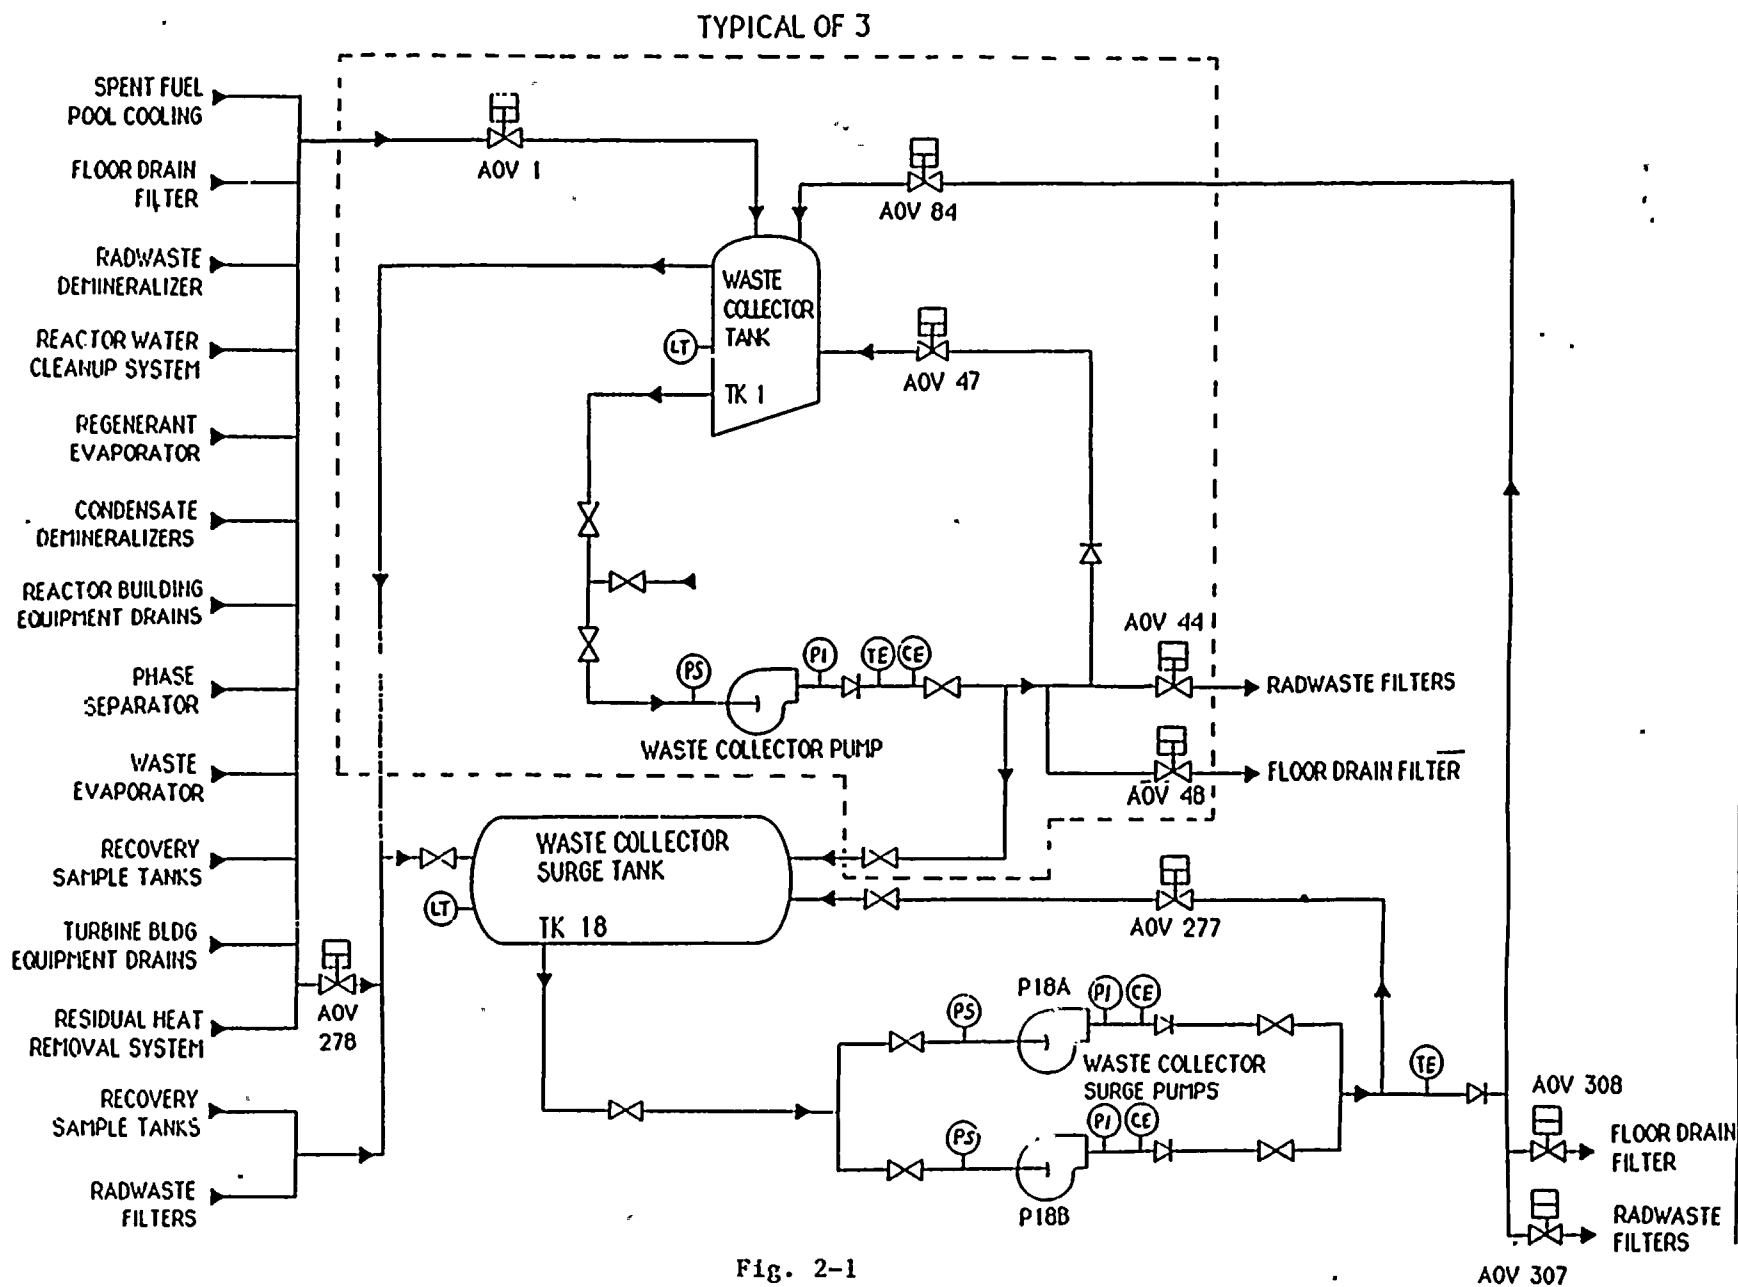 TYPICAL OF 3
SPENT FUEL
POOL COOLING
FLOOR DRAIN
FILTER
RADWASTE
DEMINERALIZER
REACTOR WATER
CLEANUP SYSTEM
REGENERANT
EVAPORATOR
CONDENSATE
DEMINERALIZERS
REACTOR BUILDING
EQUIPMENT DRAINS
PHASE
SEPARATOR
WASTE
EVAPORATOR
RECOVERY
SAMPLE TANKS
TURBINE BLDG
EQUIPMENT DRAINS
RESIDUAL HEAT
REMOVAL SYSTEM
RECOVERY
SAMPLE TANKS
RADWASTE
FILTERS
AOV
278
AOV 1
AOV 84
WASTE
COLLECTOR
TANK
LT
TK 1
AOV 47
PS
PI
TE
CE
WASTE COLLECTOR PUMP
AOV 44
RADWASTE FILTERS
FLOOR DRAIN FILTER
AOV 48
WASTE COLLECTOR
SURGE TANK
LT
TK 18
AOV 277
P18A
PS
PI
CE
WASTE COLLECTOR
SURGE PUMPS
PS
PI
CE
P18B
TE
AOV 308
FLOOR DRAIN
FILTER
RADWASTE
FILTERS
AOV 307
Fig. 2-1